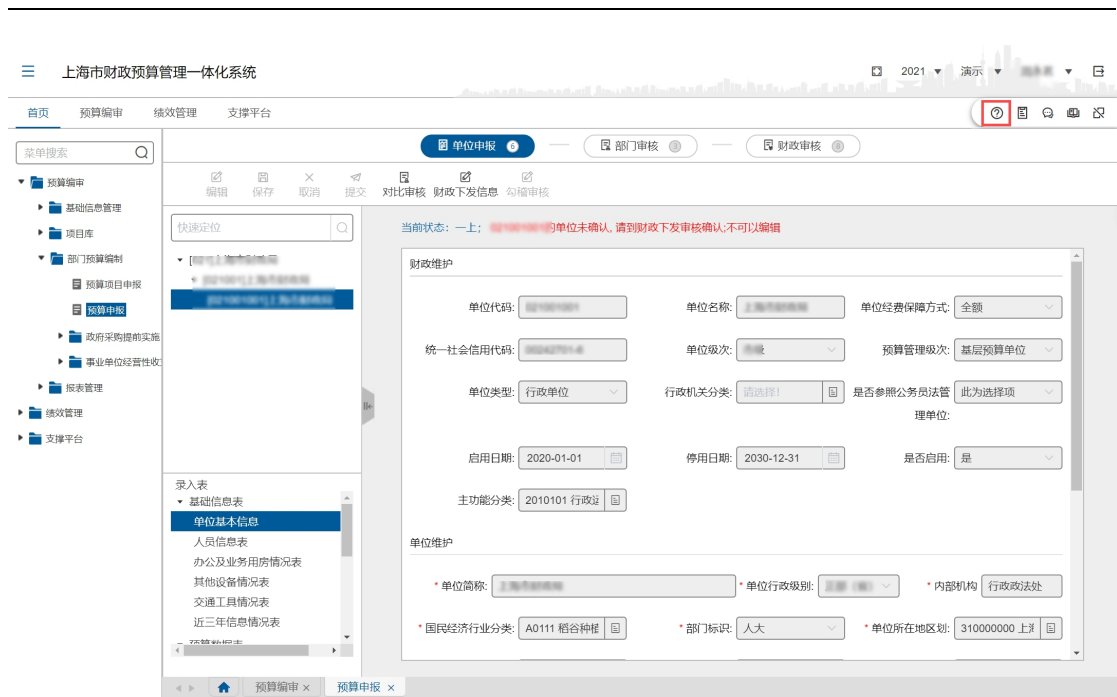 上海市财政预算管理一体化系统
2021 演示
首页 预算编审 绩效管理 支撑平台
菜单搜索
单位申报 6 部门审核 3 财政审核 8
编辑 保存 取消 提交 对比审核 财政下发信息 勾稽审核
预算编审
基础信息管理
项目库
部门预算编制
预算项目申报
预算申报
政府采购提前实施
事业单位经营性收
报表管理
绩效管理
支撑平台
快速定位
录入表
基础信息表
单位基本信息
人员信息表
办公及业务用房情况表
其他设备情况表
交通工具情况表
近三年信息情况表
预算数据表
当前状态: 一上; 的单位未确认, 请到财政下发审核确认;不可以编辑
财政维护
单位代码: 单位名称: 单位经费保障方式: 全额
统一社会信用代码: 单位级次: 预算管理级次: 基层预算单位
单位类型: 行政单位 行政机关分类: 请选择! 是否参照公务员法管 此为选择项
理单位:
启用日期: 2020-01-01 停用日期: 2030-12-31 是否启用: 是
主功能分类: 2010101 行政运
单位维护
* 单位简称: * 单位行政级别: * 内部机构 行政政法处
* 国民经济行业分类: A0111 稻谷种植 * 部门标识: 人大 * 单位所在地区划: 310000000 上海
预算编审 × 预算申报 ×